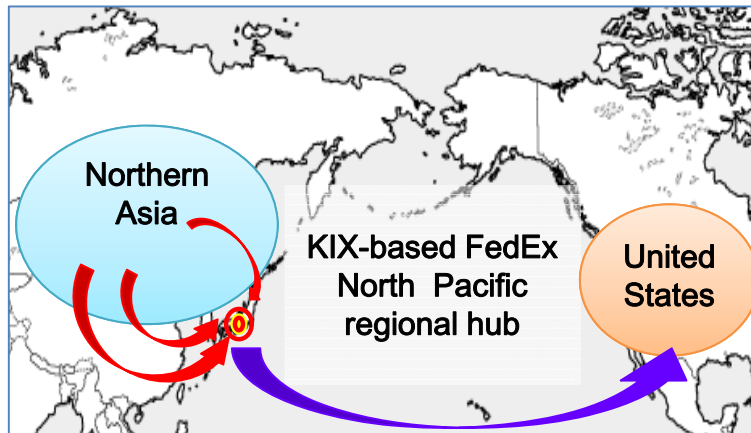 Northern
Asia
KIX-based FedEx
North Pacific
regional hub
United
States